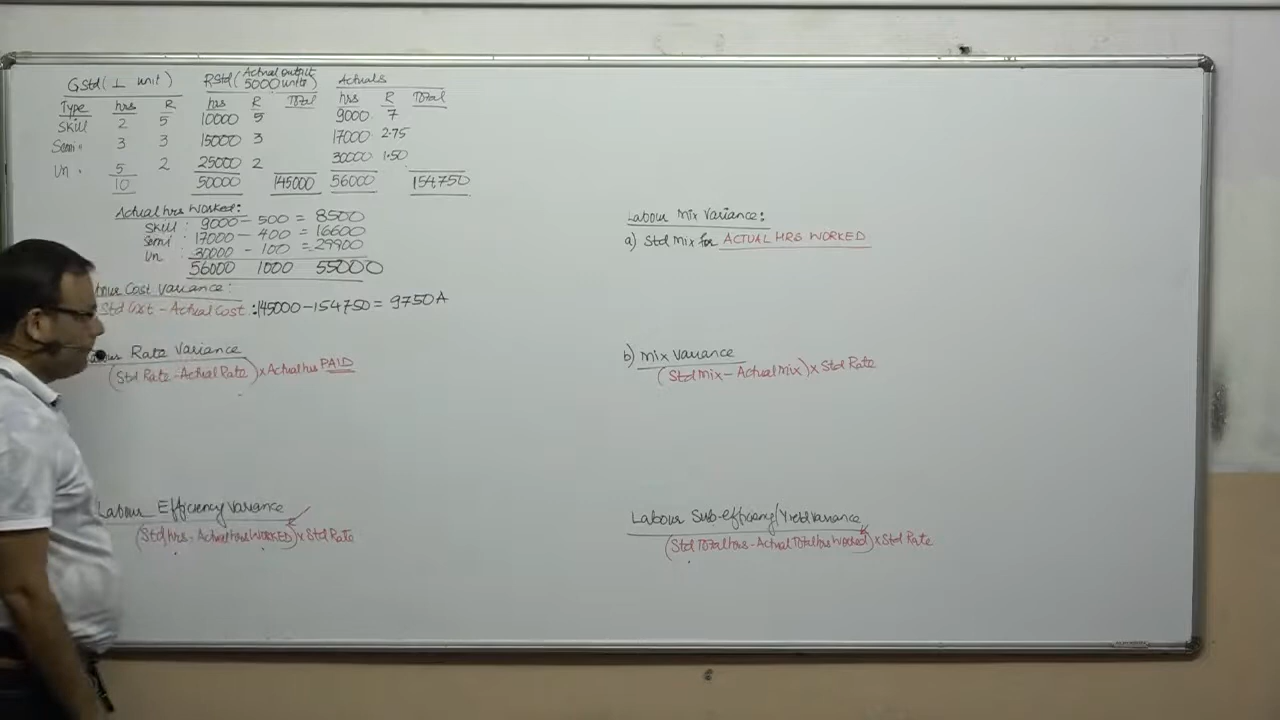 GStd(1 unit) RStd(Actual output 5000 units) Actuals
Type hrs R hrs R Total hrs R Total
Skill 2 5 10000 5 9000 7
Semi " 3 3 15000 3 17000 2.75
Un " 5 2 25000 2 30000 1.50
10 50000 145000 56000 154750
Actual hrs Worked:
Skill : 9000 - 500 = 8500
Semi : 17000 - 400 = 16600
Un : 30000 - 100 = 29900
56000 1000 55000
Cost Variance:
Std Cost - Actual Cost : 145000 - 154750 = 9750 A
Rate Variance
(Std Rate - Actual Rate) x Actual hrs PAID
Labour Efficiency Variance
(Std hrs - Actual hrs WORKED) x Std Rate
Labour Mix Variance:
a) Std Mix for ACTUAL HRS WORKED
b) Mix Variance
(Std Mix - Actual Mix) x Std Rate
Labour Sub-efficiency/Yield Variance
(Std Total hrs - Actual Total hrs Worked) x Std Rate